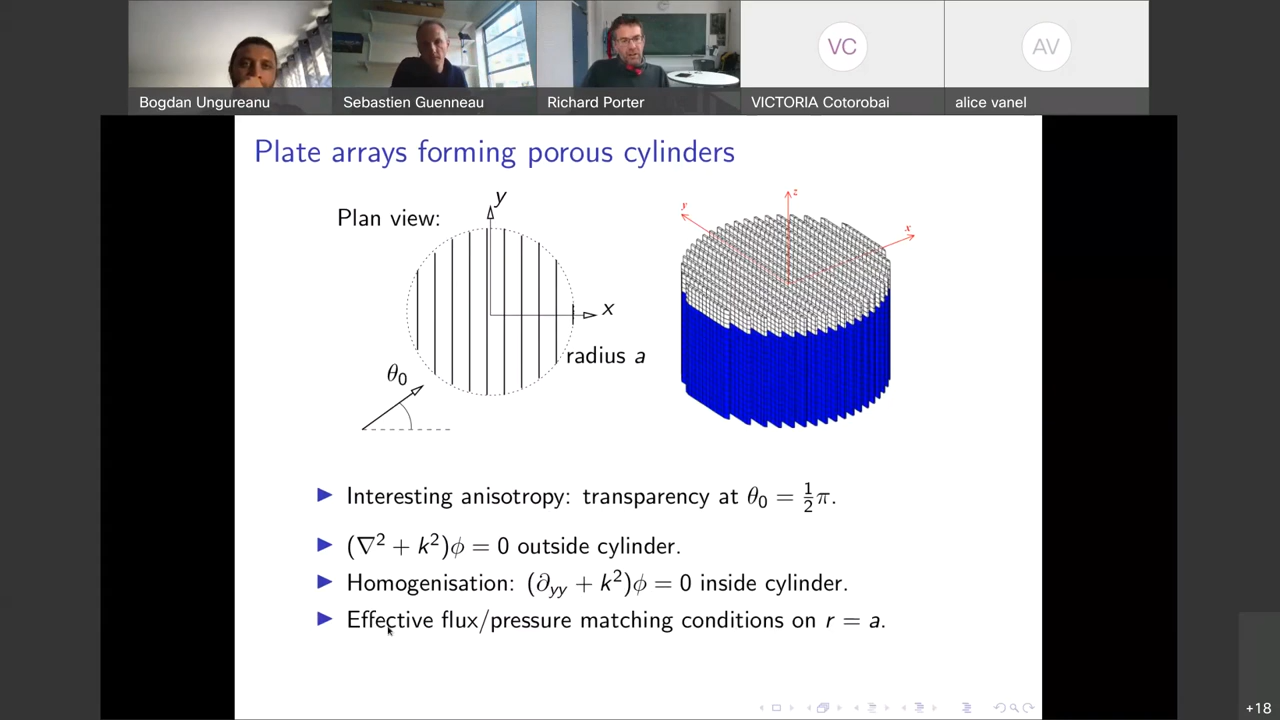 Bogdan Ungureanu
Sebastien Guenneau
Richard Porter
VC
VICTORIA Cotorobai
AV
alice vanel
Plate arrays forming porous cylinders
Plan view:
y
x
radius a
θ₀
z
y
x
Interesting anisotropy: transparency at θ₀ = ½π.
(∇² + k²)ϕ = 0 outside cylinder.
Homogenisation: (∂yy + k²)ϕ = 0 inside cylinder.
Effective flux/pressure matching conditions on r = a.
+18